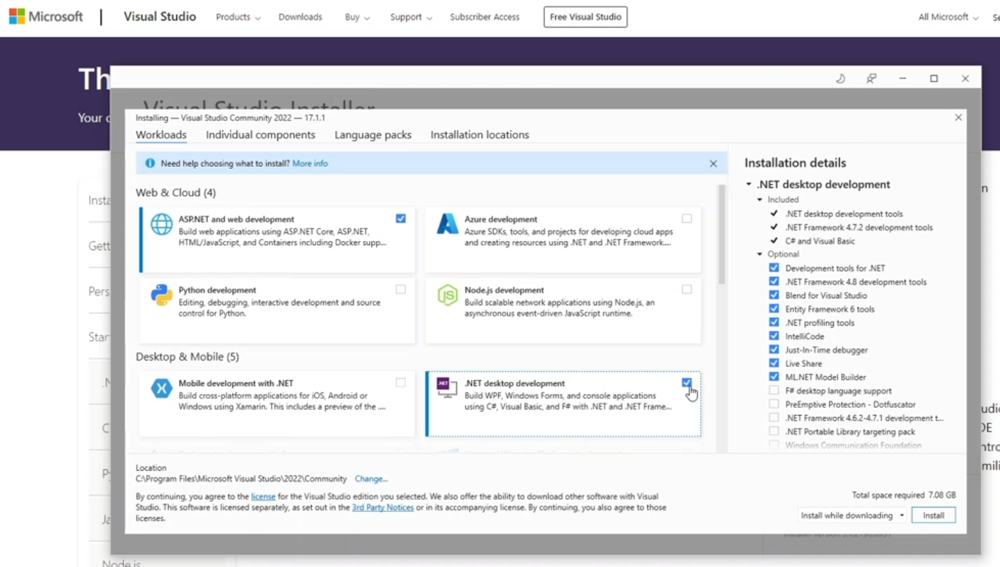 Microsoft Visual Studio Products Downloads Buy Support Subscriber Access Free Visual Studio All Microsoft
Th
Your
Visual Studio Installer
Installing — Visual Studio Community 2022 — 17.1.1
Workloads Individual components Language packs Installation locations
Need help choosing what to install? More info
Web & Cloud (4)
ASP.NET and web development
Build web applications using ASP.NET Core, ASP.NET,
HTML/JavaScript, and Containers including Docker supp...
Azure development
Azure SDKs, tools, and projects for developing cloud apps
and creating resources using .NET and .NET Framework....
Python development
Editing, debugging, interactive development and source
control for Python.
Node.js development
Build scalable network applications using Node.js, an
asynchronous event-driven JavaScript runtime.
Desktop & Mobile (5)
Mobile development with .NET
Build cross-platform applications for iOS, Android or
Windows using Xamarin. This includes a preview of the ....
.NET desktop development
Build WPF, Windows Forms, and console applications
using C#, Visual Basic, and F# with .NET and .NET Frame...
Installation details
.NET desktop development
Included
.NET desktop development tools
.NET Framework 4.7.2 development tools
C# and Visual Basic
Optional
Development tools for .NET
.NET Framework 4.8 development tools
Blend for Visual Studio
Entity Framework 6 tools
.NET profiling tools
IntelliCode
Just-In-Time debugger
Live Share
ML.NET Model Builder
F# desktop language support
PreEmptive Protection - Dotfuscator
.NET Framework 4.6.2-4.7.1 development t...
.NET Portable Library targeting pack
Windows Communication Foundation
Location
C:\Program Files\Microsoft Visual Studio\2022\Community Change...
By continuing, you agree to the license for the Visual Studio edition you selected. We also offer the ability to download other software with Visual
Studio. This software is licensed separately, as set out in the 3rd Party Notices or in its accompanying license. By continuing, you also agree to those
licenses.
Total space required 7.08 GB
Install while downloading Install
Insta
Gett
Pers
Star
.N
C
Py
Ja
Node.js